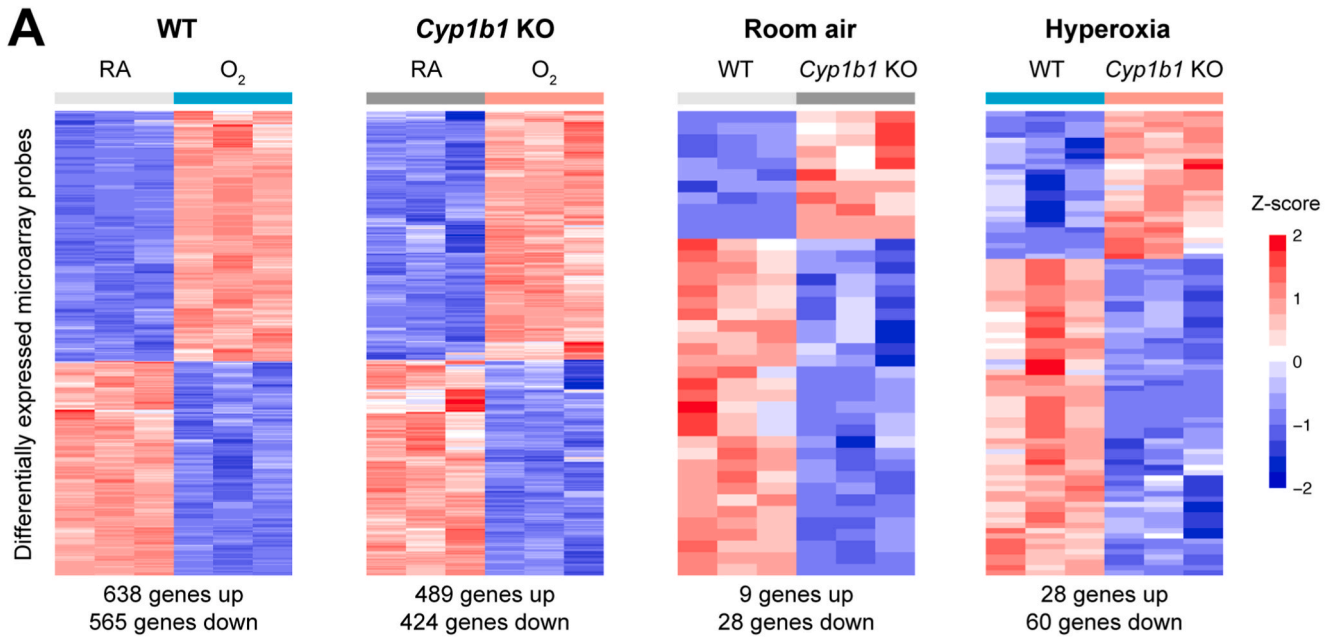 A
WT
Cyp1b1 KO
Room air
Hyperoxia
RA
O2
RA
O2
WT
Cyp1b1 KO
WT
Cyp1b1 KO
Differentially expressed microarray probes
Z-score
2
1
0
−1
−2
638 genes up
565 genes down
489 genes up
424 genes down
9 genes up
28 genes down
28 genes up
60 genes down